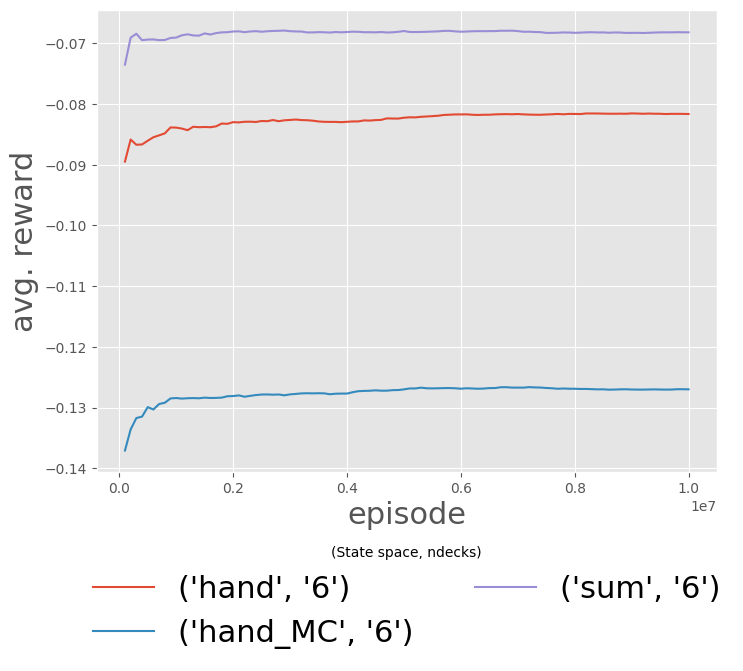 −0.07
−0.08
−0.09
−0.10
−0.11
−0.12
−0.13
−0.14
avg. reward
0.0 0.2 0.4 0.6 0.8 1.0
1e7
episode
(State space, ndecks)
('hand', '6') ('sum', '6')
('hand_MC', '6')